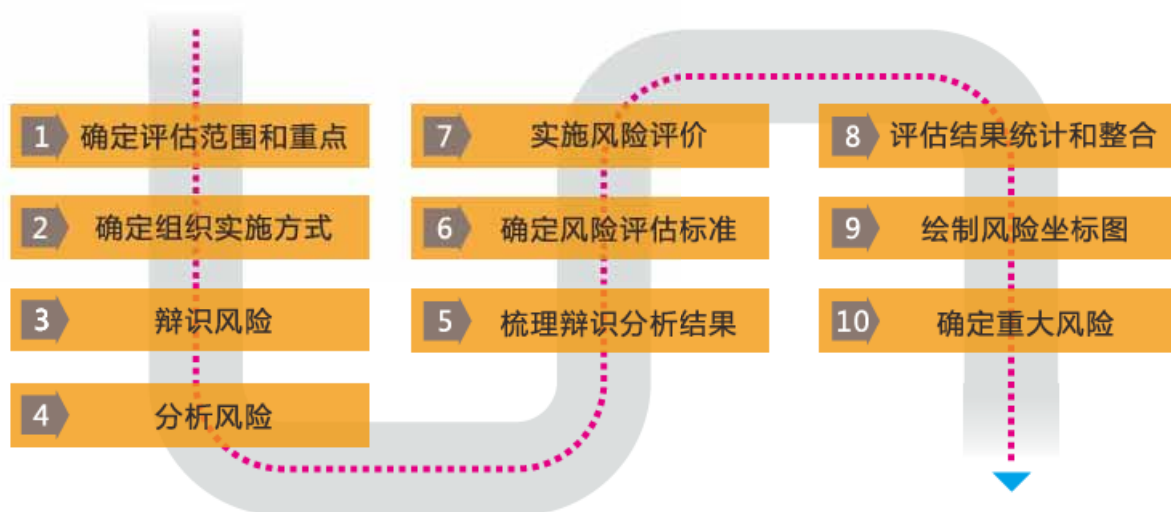 1 确定评估范围和重点
2 确定组织实施方式
3 辩识风险
4 分析风险
5 梳理辩识分析结果
6 确定风险评估标准
7 实施风险评价
8 评估结果统计和整合
9 绘制风险坐标图
10 确定重大风险